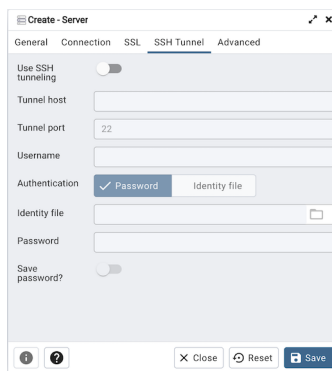 Create - Server
General Connection SSL SSH Tunnel Advanced
Use SSH
tunneling
Tunnel host
Tunnel port 22
Username
Authentication Password Identity file
Identity file
Password
Save
password?
i ? Close Reset Save